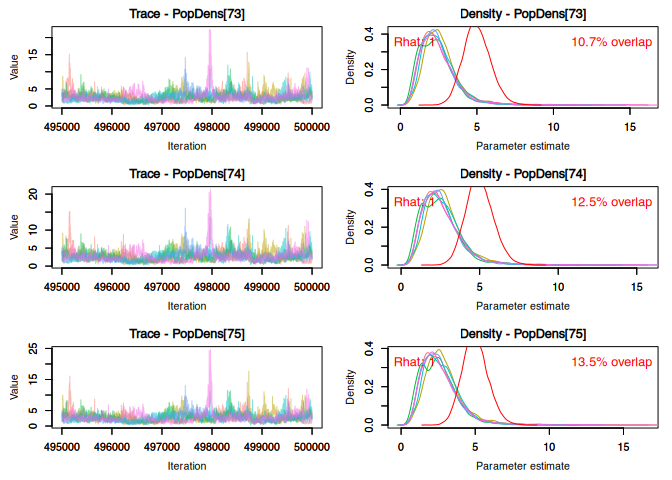 Trace - PopDens[73]
Value
0 5 10 20
495000 496000 497000 498000 499000 500000
Iteration
Density - PopDens[73]
Rhat: 1
10.7% overlap
Density
0.0 0.2 0.4
0 5 10 15
Parameter estimate
Trace - PopDens[74]
Value
0 5 10 20
495000 496000 497000 498000 499000 500000
Iteration
Density - PopDens[74]
Rhat: 1
12.5% overlap
Density
0.0 0.2 0.4
0 5 10 15
Parameter estimate
Trace - PopDens[75]
Value
0 5 15 25
495000 496000 497000 498000 499000 500000
Iteration
Density - PopDens[75]
Rhat: 1
13.5% overlap
Density
0.0 0.2 0.4
0 5 10 15
Parameter estimate